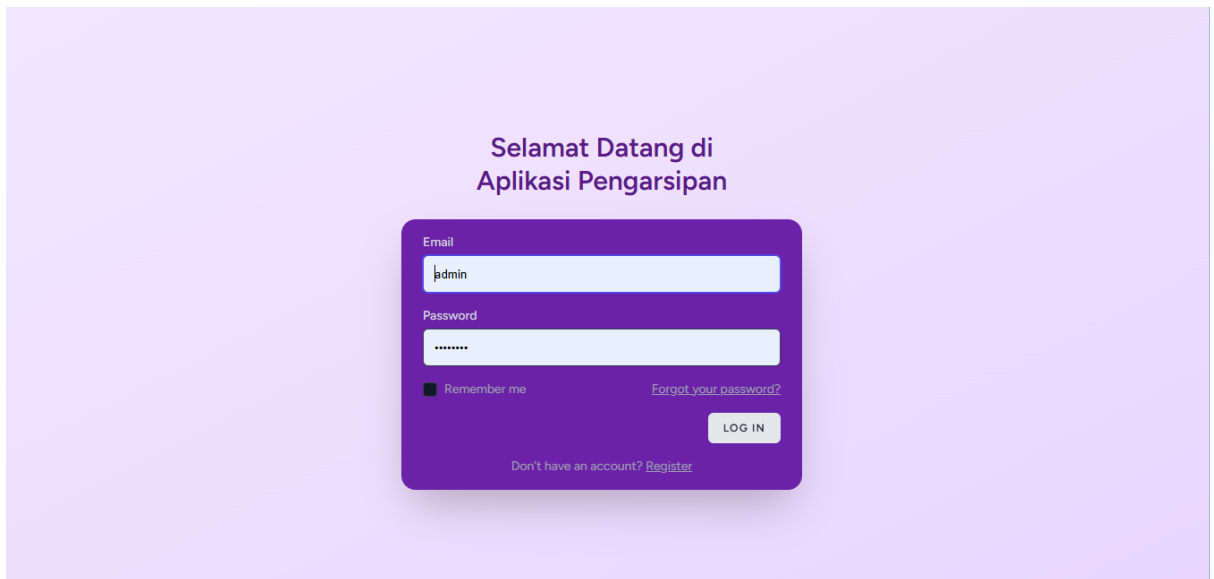 Selamat Datang di
Aplikasi Pengarsipan
Email
admin
Password
••••••••
Remember me
Forgot your password?
LOG IN
Don't have an account? Register